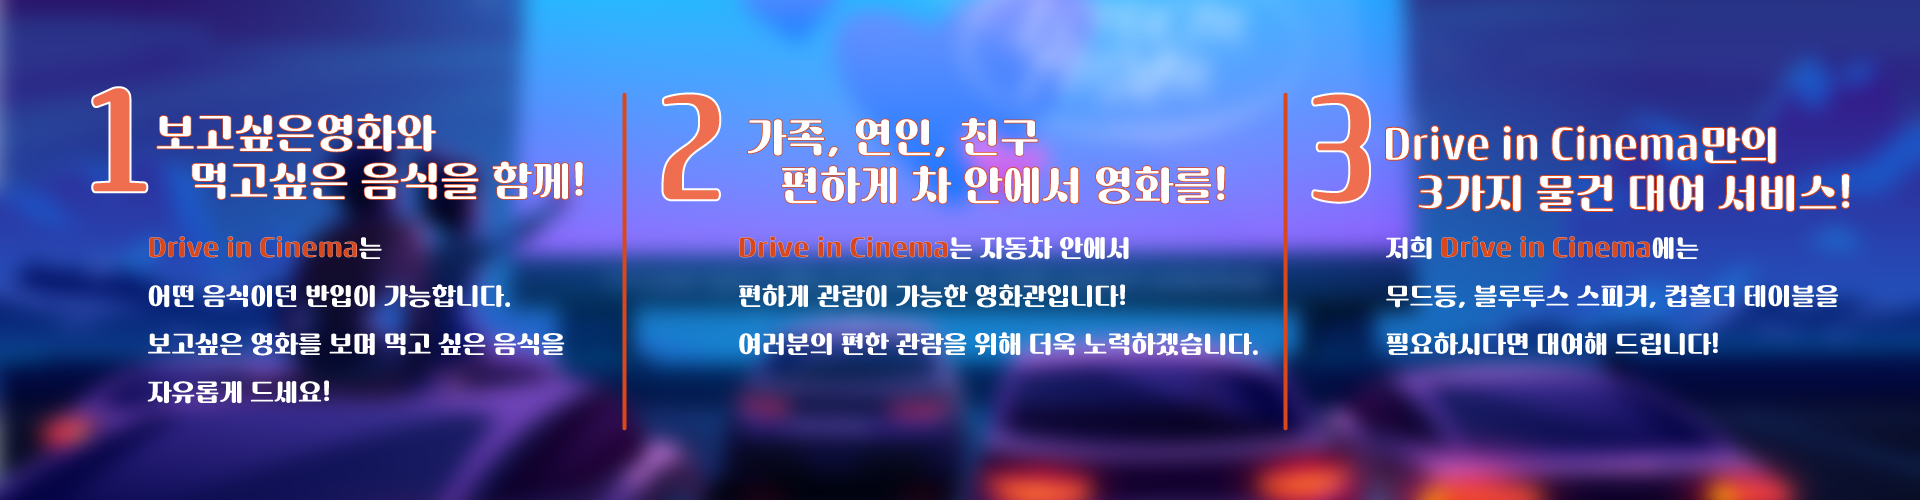 1
보고싶은영화와
먹고싶은 음식을 함께!
Drive in Cinema는
어떤 음식이던 반입이 가능합니다.
보고싶은 영화를 보며 먹고 싶은 음식을
자유롭게 드세요!
2
가족, 연인, 친구
편하게 차 안에서 영화를!
Drive in Cinema는 자동차 안에서
편하게 관람이 가능한 영화관입니다!
여러분의 편한 관람을 위해 더욱 노력하겠습니다.
3
Drive in Cinema만의
3가지 물건 대여 서비스!
저희 Drive in Cinema에는
무드등, 블루투스 스피커, 컵홀더 테이블을
필요하시다면 대여해 드립니다!